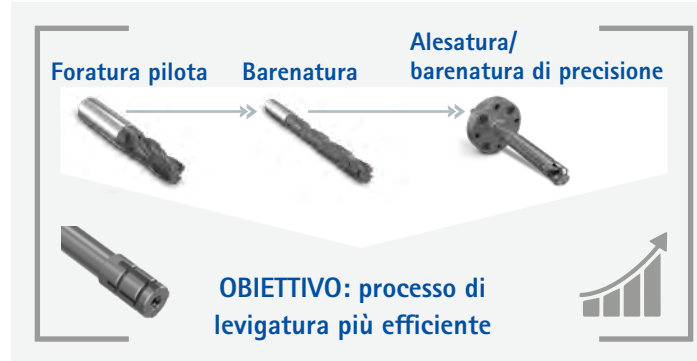 Foratura pilota
Barenatura
Alesatura/
barenatura di precisione
OBIETTIVO: processo di
levigatura più efficiente